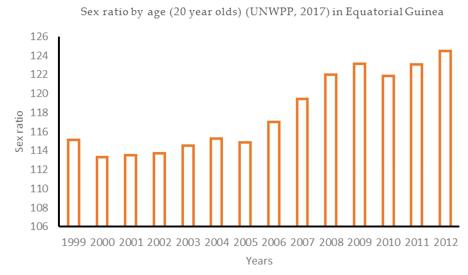 Sex ratio by age (20 year olds) (UNWPP, 2017) in Equatorial Guinea
126
124
122
120
118
116
114
112
110
108
106
Sex ratio
1999 2000 2001 2002 2003 2004 2005 2006 2007 2008 2009 2010 2011 2012
Years